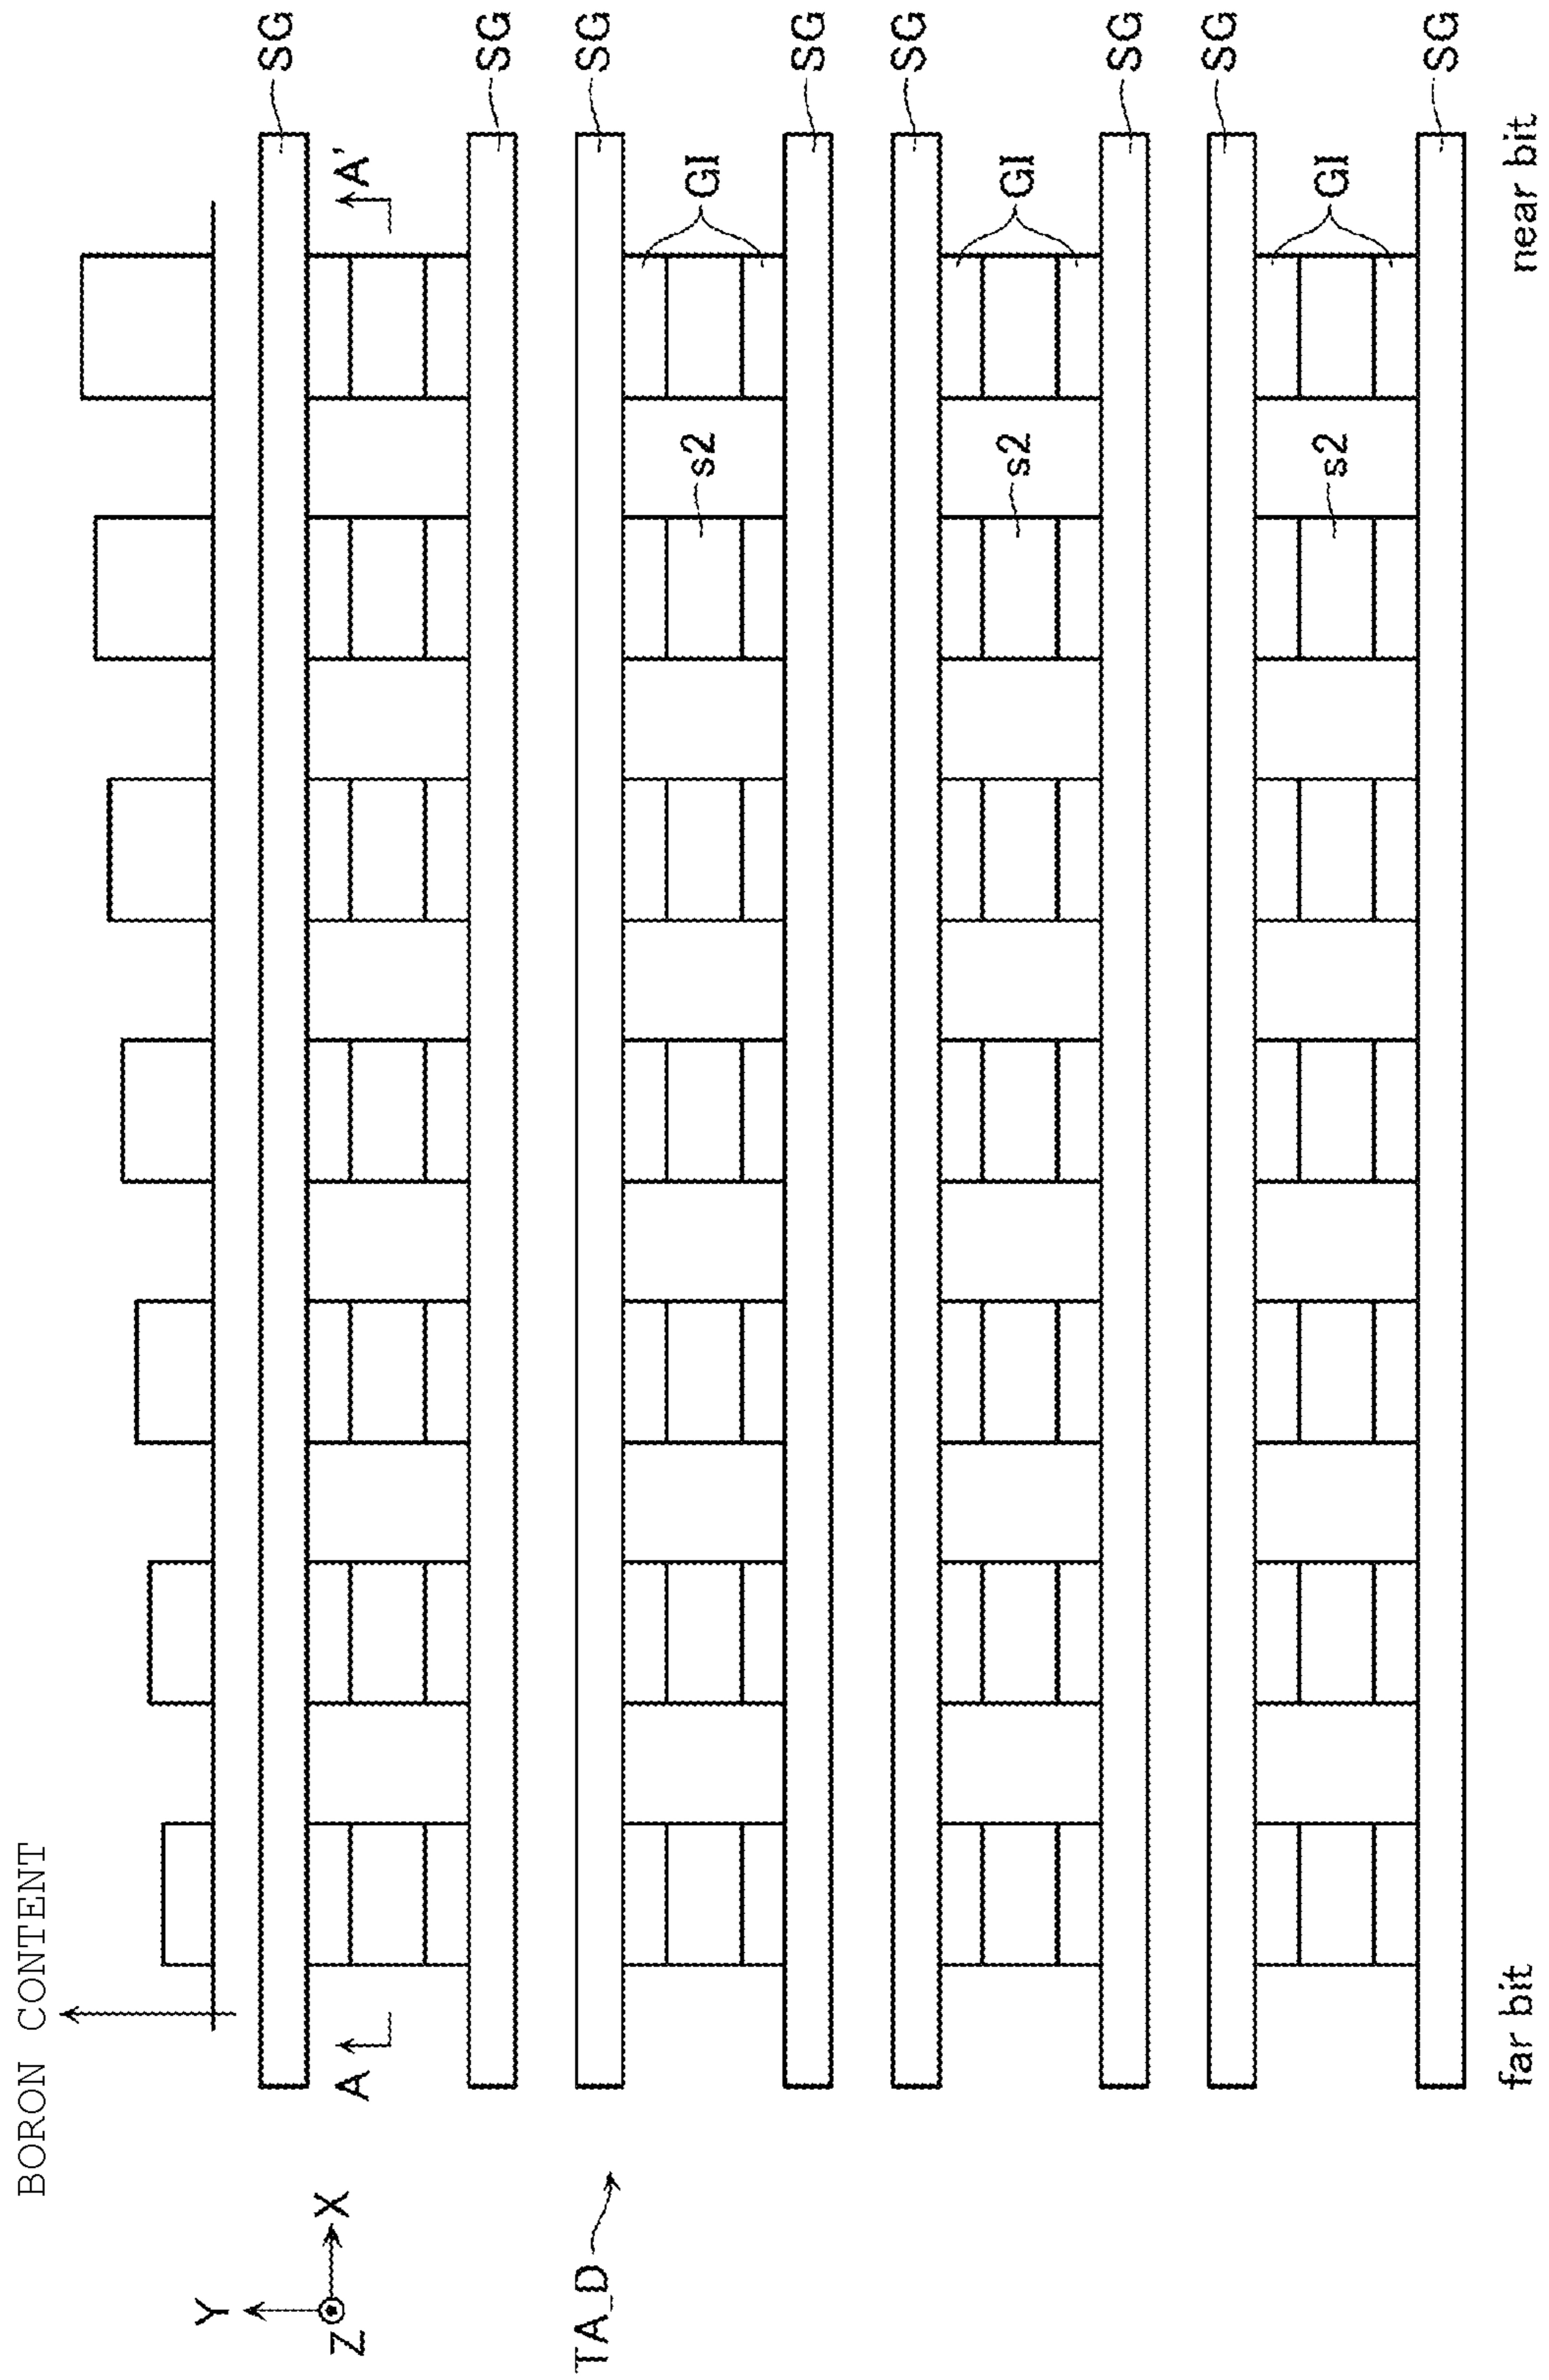 BORON CONTENT
Y
X
Z
TA_D
A
A'
SG
SG
SG
SG
SG
SG
SG
SG
GI
GI
GI
s2
s2
s2
far bit
near bit